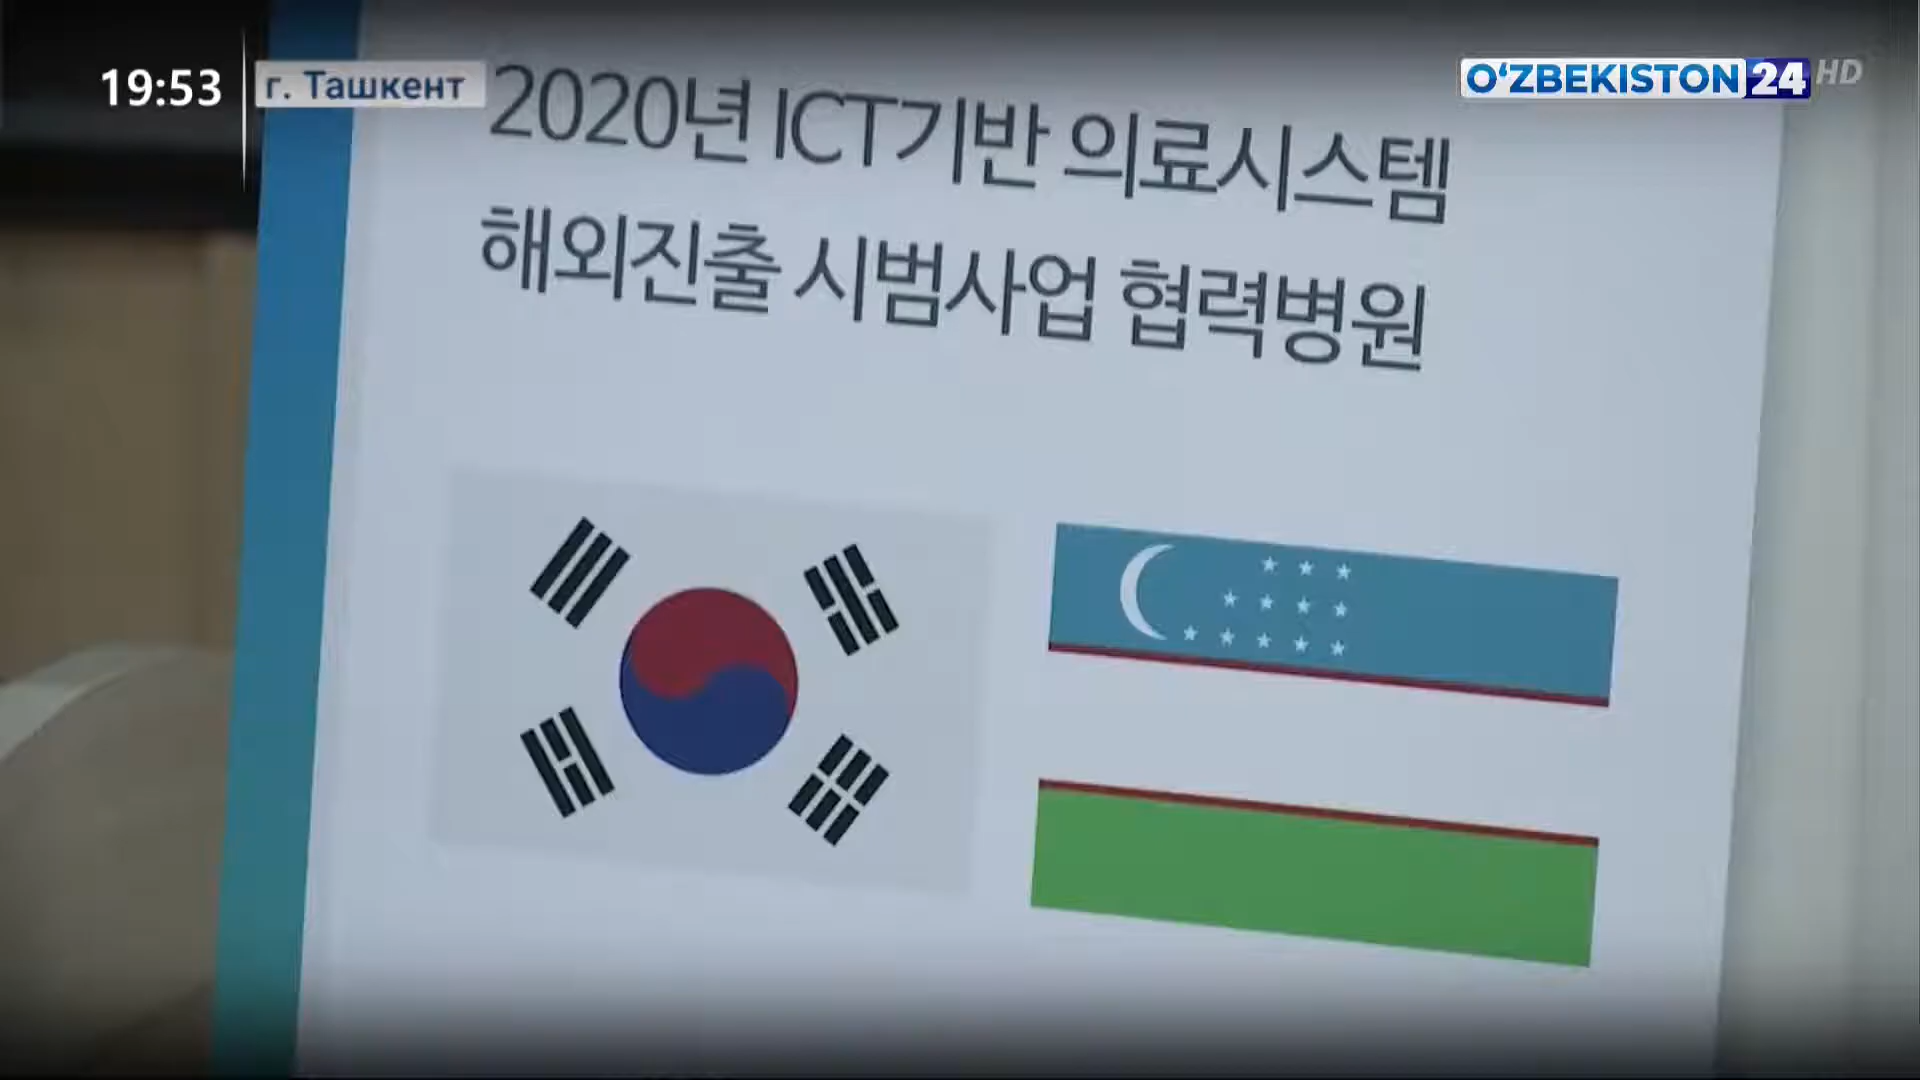 19:53
г. Ташкент
O‘ZBEKISTON 24 HD
2020년 ICT기반 의료시스템
해외진출 시범사업 협력병원